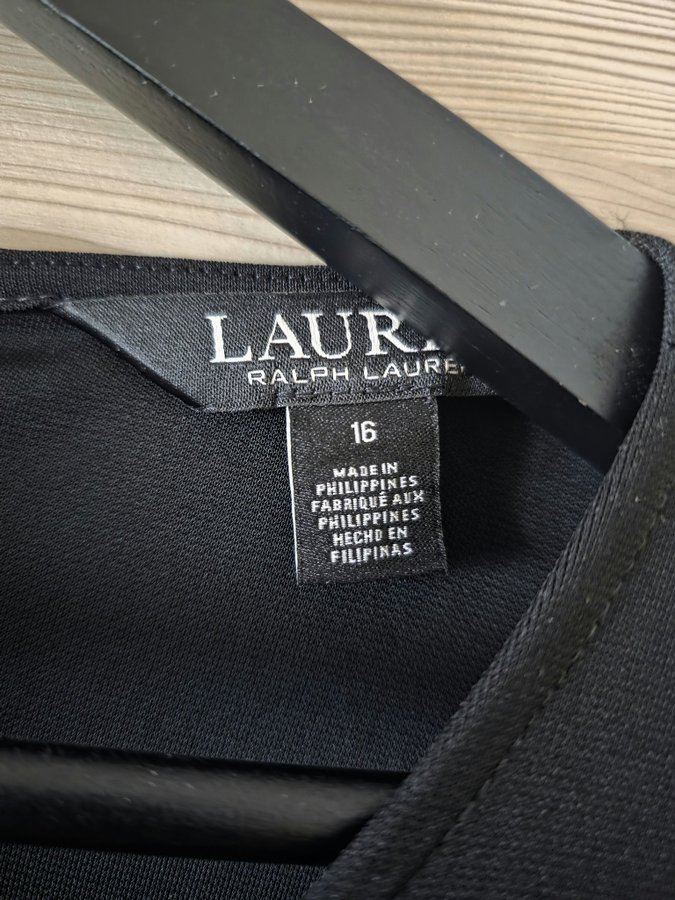 LAUR
RALPH LAURE
16
MADE IN
PHILIPPINES
FABRIQUÉ AUX
PHILIPPINES
HECHO EN
FILIPINAS